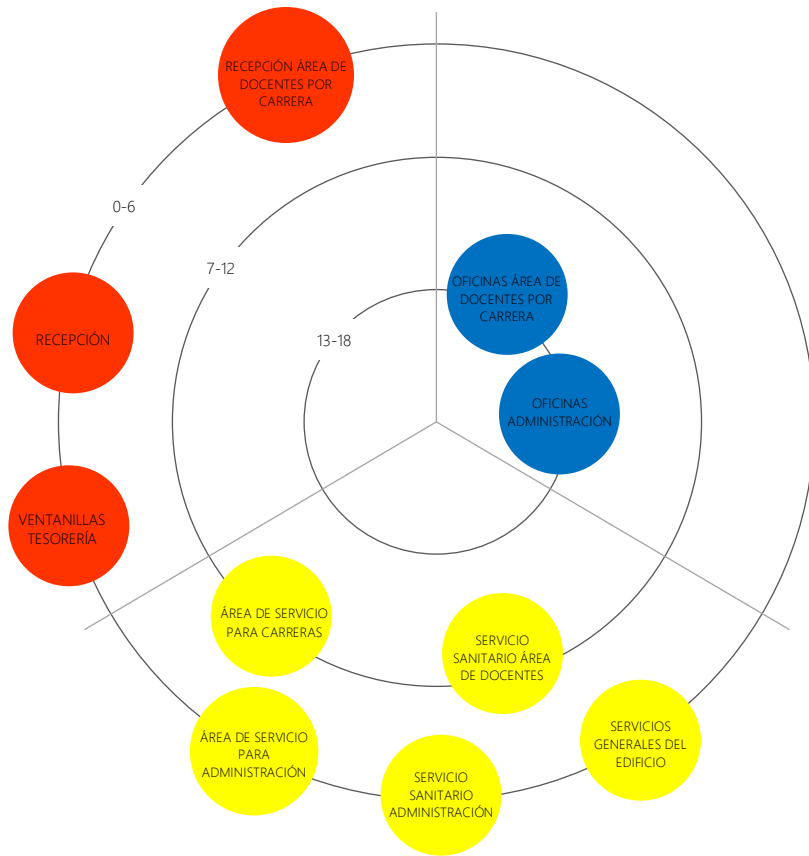 RECEPCIÓN ÁREA DE
DOCENTES POR
CARRERA
0-6
7-12
13-18
OFICINAS ÁREA DE
DOCENTES POR
CARRERA
RECEPCIÓN
OFICINAS
ADMINISTRACIÓN
VENTANILLAS
TESORERÍA
ÁREA DE SERVICIO
PARA CARRERAS
SERVICIO
SANITARIO ÁREA
DE DOCENTES
ÁREA DE SERVICIO
PARA
ADMINISTRACIÓN
SERVICIO
SANITARIO
ADMINISTRACIÓN
SERVICIOS
GENERALES DEL
EDIFICIO